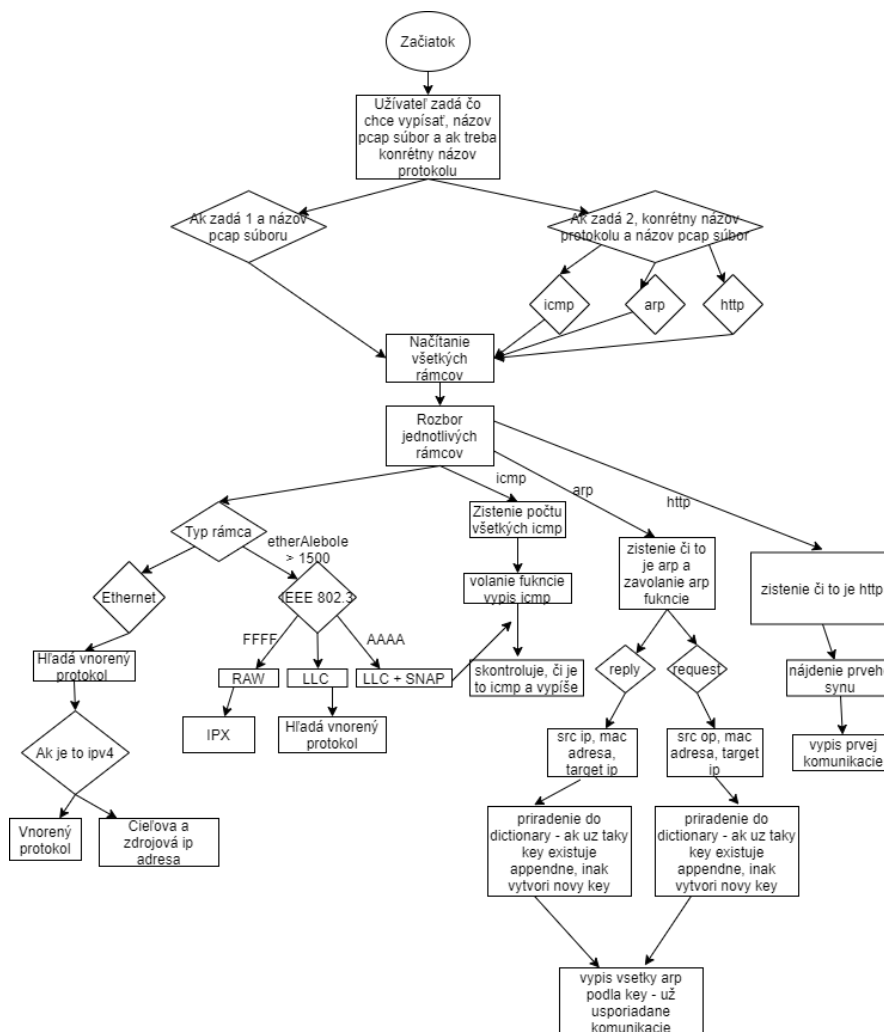 Začiatok
Užívateľ zadá čo
chce vypísať, názov
pcap súbor a ak treba
konrétny názov
protokolu
Ak zadá 1 a názov
pcap súboru
Ak zadá 2, konrétny názov
protokolu a názov pcap súbor
icmp
arp
http
Načítanie
všetkých
rámcov
Rozbor
jednotlivých
rámcov
icmp
arp
http
Typ rámca
etherAlebole
> 1500
Zistenie počtu
všetkých icmp
zistenie či to
je arp a
zavolanie arp
fukncie
zistenie či to je http
Ethernet
IEEE 802.3
volanie fukncie
vypis icmp
FFFF
AAAA
Hľadá vnorený
protokol
RAW
LLC
LLC + SNAP
skontroluje, či je
to icmp a vypíše
reply
request
nájdenie prveho
synu
IPX
Hľadá vnorený
protokol
src ip, mac
adresa,
target ip
src op, mac
adresa, target
ip
vypis prvej
komunikacie
Ak je to ipv4
Vnorený
protokol
Cieľova a
zdrojová ip
adresa
priradenie do
dictionary - ak uz taky
key existuje
appendne, inak
vytvori novy key
priradenie do
dictionary - ak uz taky
key existuje
appendne, inak
vytvori novy key
vypis vsetky arp
podla key - už
usporiadane
komunikacie